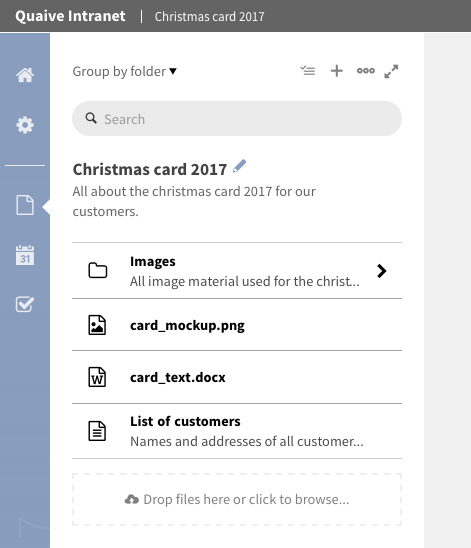 Quaive Intranet | Christmas card 2017
Group by folder
Search
Christmas card 2017
All about the christmas card 2017 for our
customers.
Images
All image material used for the christ...
card_mockup.png
W card_text.docx
List of customers
Names and addresses of all customer...
Drop files here or click to browse...
31